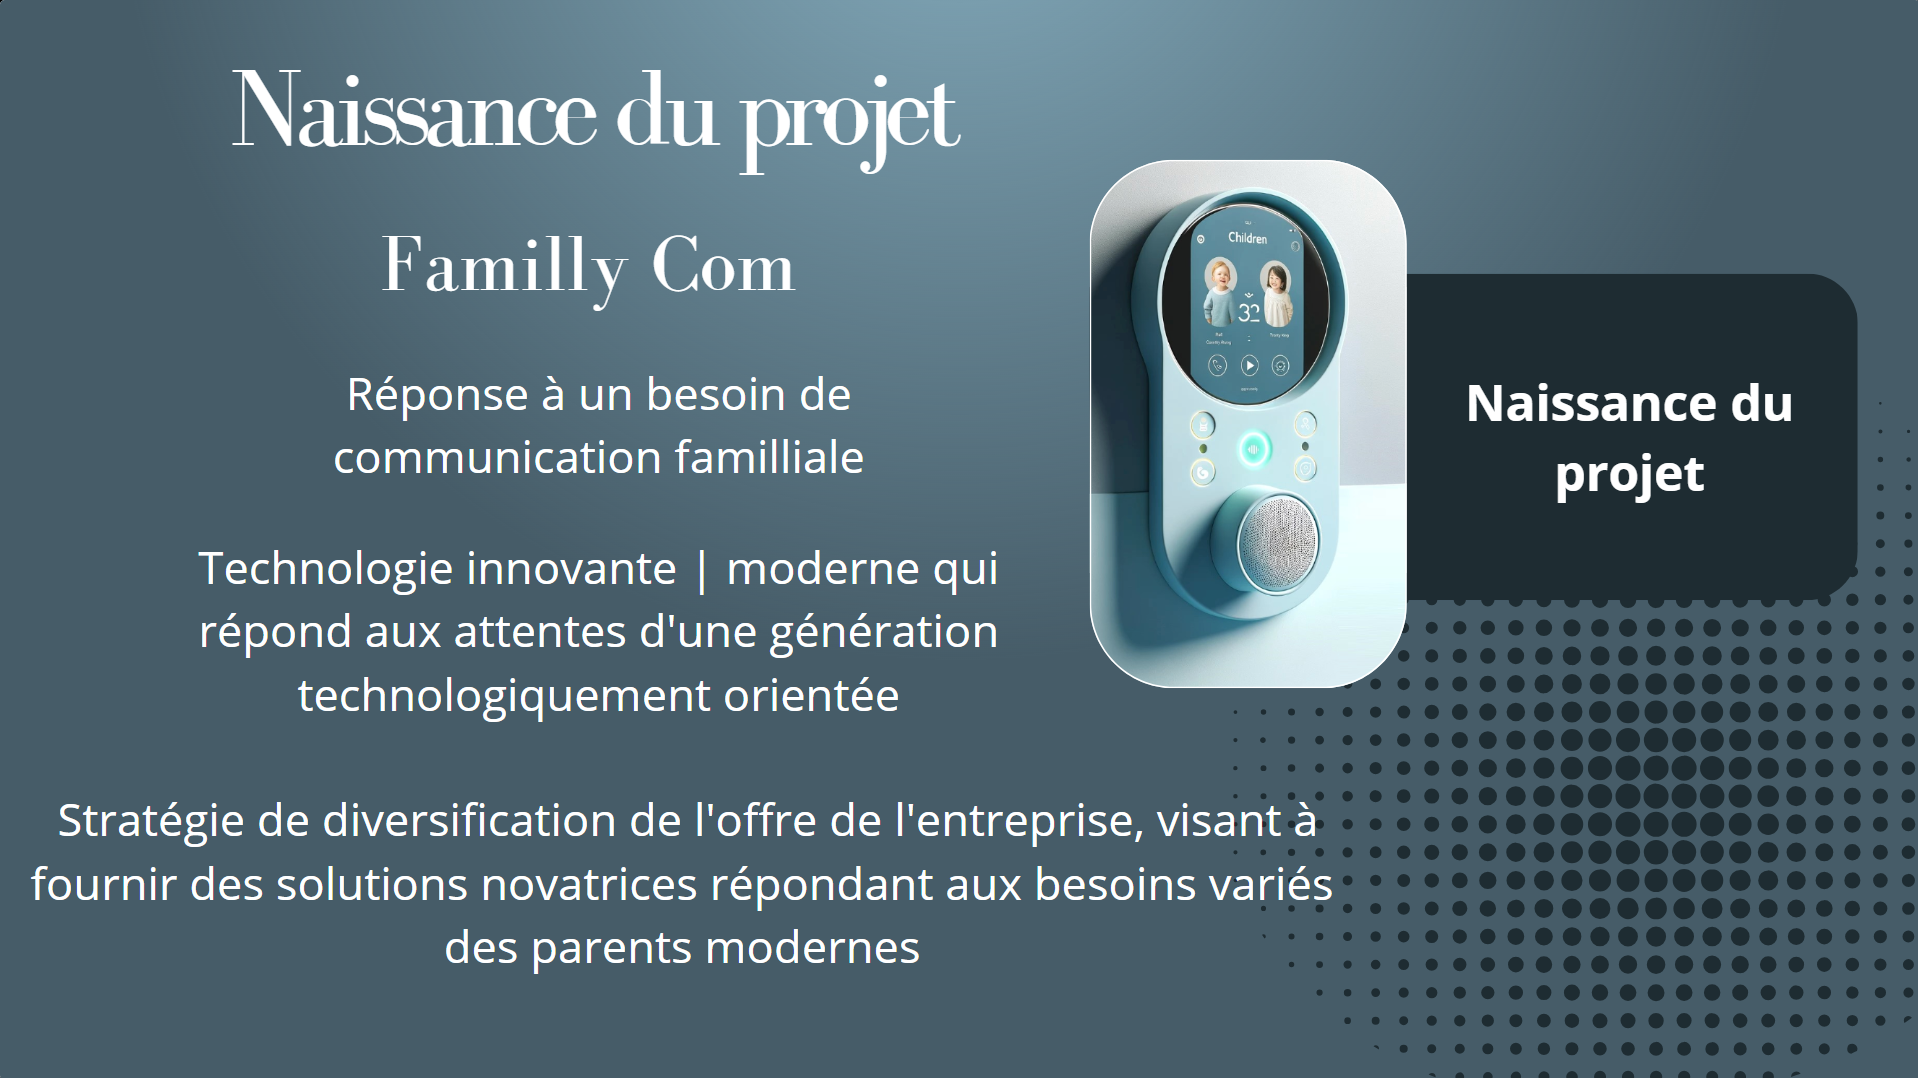 Naissance du projet
Familly Com
Réponse à un besoin de
communication familliale
Technologie innovante | moderne qui
répond aux attentes d'une génération
technologiquement orientée
Stratégie de diversification de l'offre de l'entreprise, visant à
fournir des solutions novatrices répondant aux besoins variés
des parents modernes
Children
32
Naissance du
projet